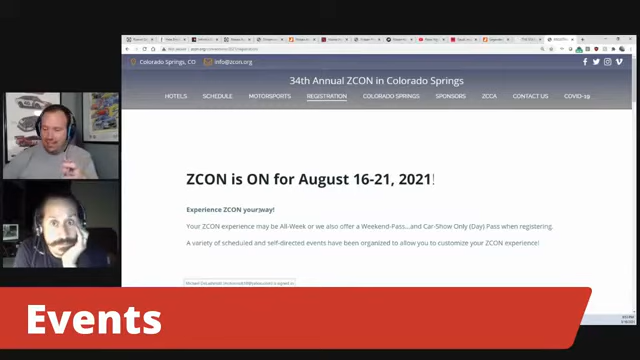 Colorado Springs, CO info@zcon.org
34th Annual ZCON in Colorado Springs
HOTELS SCHEDULE MOTORSPORTS REGISTRATION COLORADO SPRINGS SPONSORS ZCCA CONTACT US COVID-19
ZCON is ON for August 16-21, 2021!
Experience ZCON your way!
Your ZCON experience may be All-Week or we also offer a Weekend-Pass...and Car-Show Only (Day) Pass when registering.
A variety of scheduled and self-directed events have been organized to allow you to customize your ZCON experience!
Events